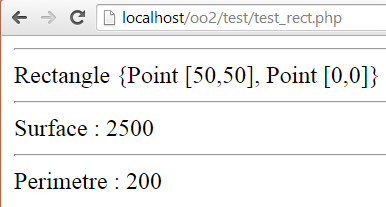 localhost/oo2/test/test_rect.php
Rectangle {Point [50,50], Point [0,0]}
Surface : 2500
Perimetre : 200